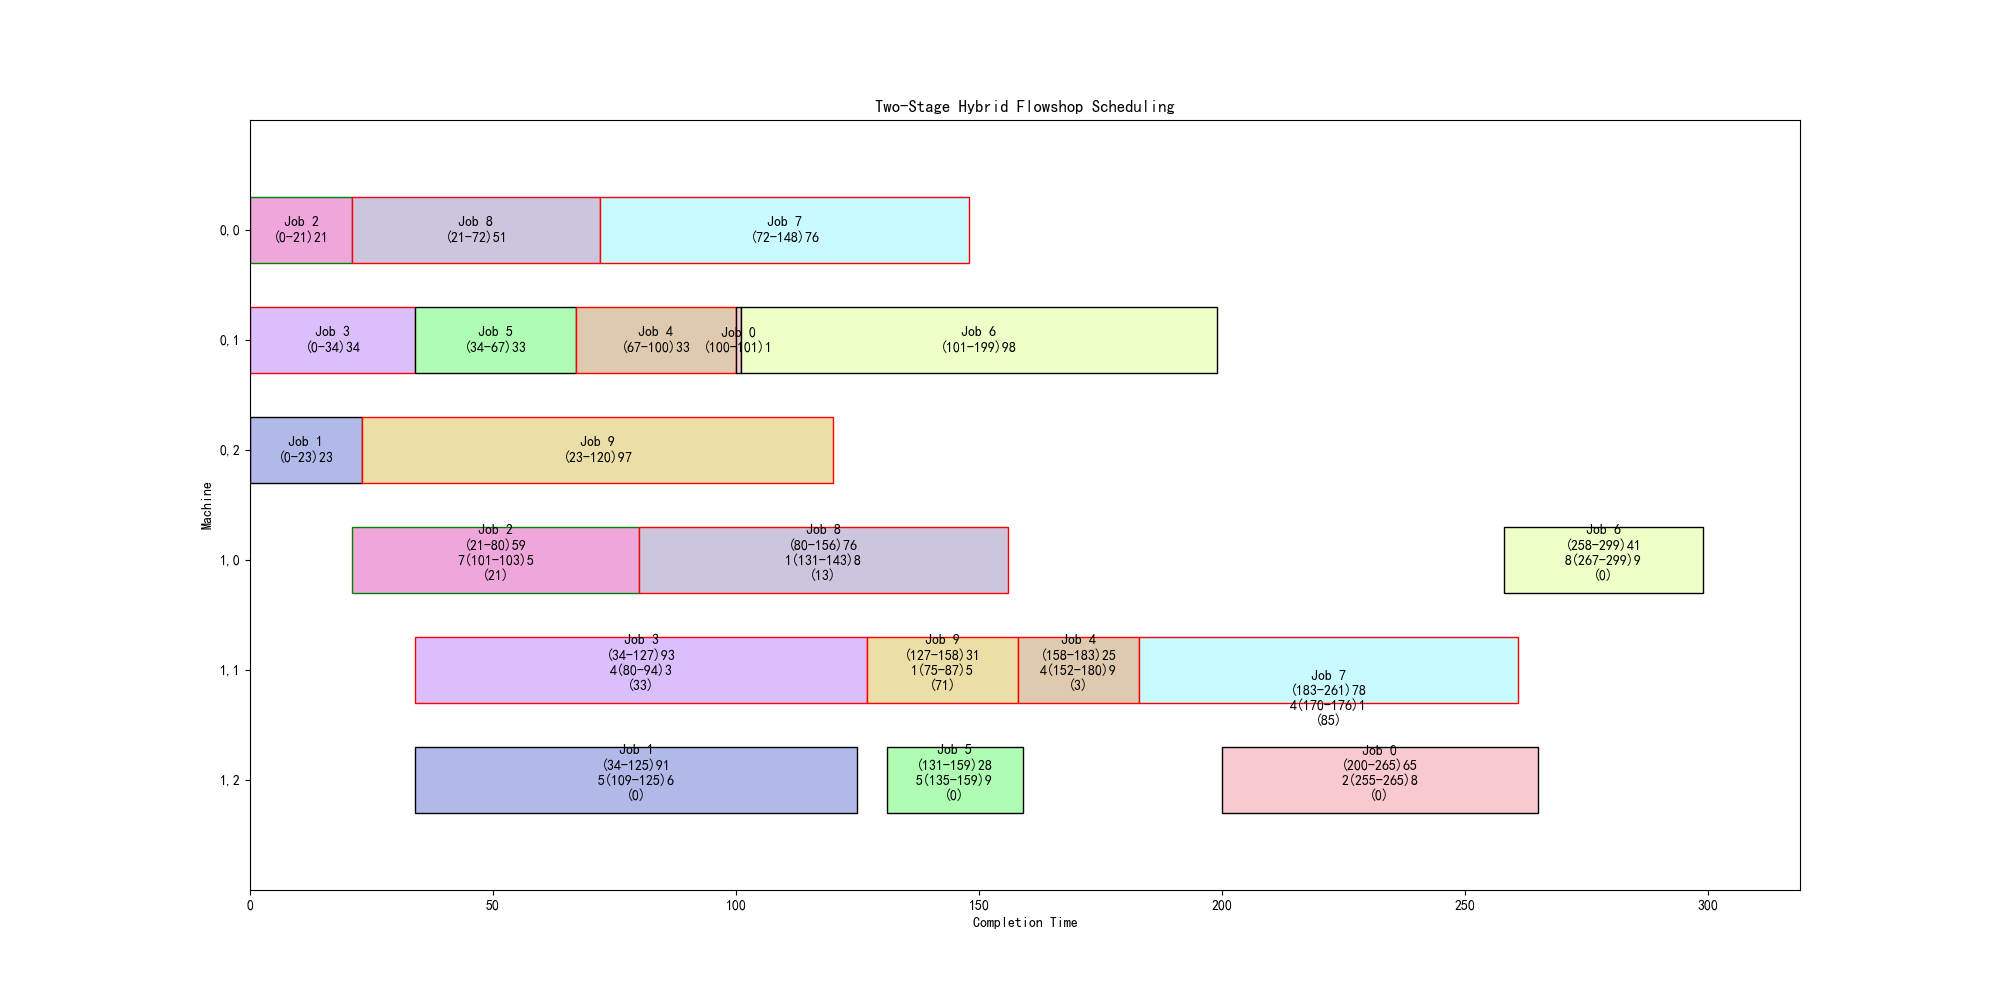 Two-Stage Hybrid Flowshop Scheduling
0,0
Job 2
(0-21)21
Job 8
(21-72)51
Job 7
(72-148)76
0,1
Job 3
(0-34)34
Job 5
(34-67)33
Job 4
(67-100)33
Job 0
(100-101)1
Job 6
(101-199)98
0,2
Job 1
(0-23)23
Job 9
(23-120)97
Machine
1,0
Job 2
(21-80)59
7(101-103)5
(21)
Job 8
(80-156)76
1(131-143)8
(13)
Job 6
(258-299)41
8(267-299)9
(0)
1,1
Job 3
(34-127)93
4(80-94)3
(33)
Job 9
(127-158)31
1(75-87)5
(71)
Job 4
(158-183)25
4(152-180)9
(3)
Job 7
(183-261)78
4(170-176)1
(85)
1,2
Job 1
(34-125)91
5(109-125)6
(0)
Job 5
(131-159)28
5(135-159)9
(0)
Job 0
(200-265)65
2(255-265)8
(0)
0 50 100 150 200 250 300
Completion Time